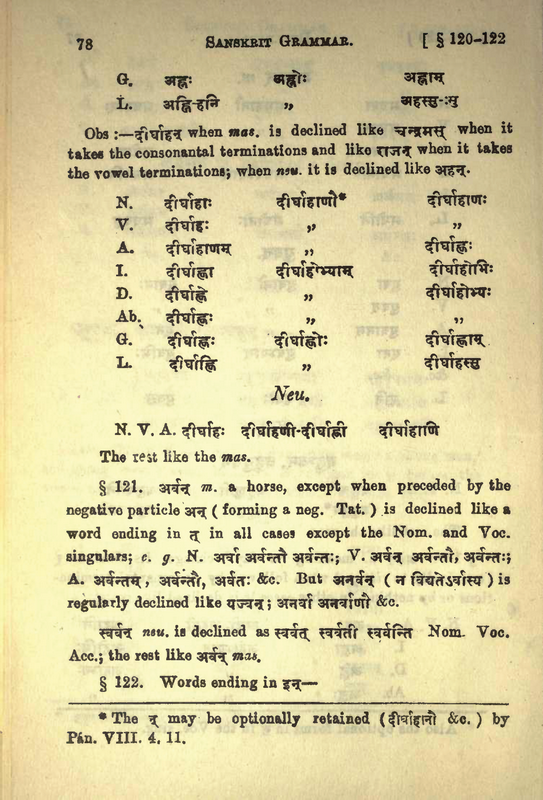 78 SANSKRIT GRAMMAR. [ § 120-122
G. अह्नः अह्नोः अह्नाम्
L. अह्नि-हनि ,, अहस्सु-ःसु
Obs :—दीर्घाहन् when mas. is declined like चन्द्रमस् when it
takes the consonantal terminations and like राजन् when it takes
the vowel terminations; when neu. it is declined like अहन्.
N. दीर्घाहाः दीर्घाहाणौ* दीर्घाहाणः
V. दीर्घाहः ,, ,,
A. दीर्घाहाणम् ,, दीर्घाह्णः
I. दीर्घाह्णा दीर्घाहोभ्याम् दीर्घाहोभिः
D. दीर्घाह्णे ,, दीर्घाहोभ्यः
Ab. दीर्घाह्णः ,, ,,
G. दीर्घाह्णः दीर्घाह्णोः दीर्घाह्णाम्
L. दीर्घाह्णि ,, दीर्घाहस्सु
Neu.
N. V. A. दीर्घाहः दीर्घाहणी-दीर्घाह्णी दीर्घाहाणि
The rest like the mas.
§ 121. अर्वन् m. a horse, except when preceded by the
negative particle अन् ( forming a neg. Tat. ) is declined like a
word ending in त् in all cases except the Nom. and Voc.
singulars; e. g. N. अर्वा अर्वन्तौ अर्वन्तः; V. अर्वन् अर्वन्तौ, अर्वन्तः;
A. अर्वन्तम्, अर्वन्तौ, अर्वतः &c. But अनर्वन् ( न विद्यतेऽर्वास्य ) is
regularly declined like यज्वन्; अनर्वा अनर्वाणौ &c.
स्वर्वन् neu. is declined as स्वर्वत् स्वर्वती स्वर्वन्ति Nom. Voc.
Acc.; the rest like अर्वन् mas.
§ 122. Words ending in इन्—
* The न् may be optionally retained ( दीर्घाहानौ &c. ) by
Pán. VIII. 4. 11.